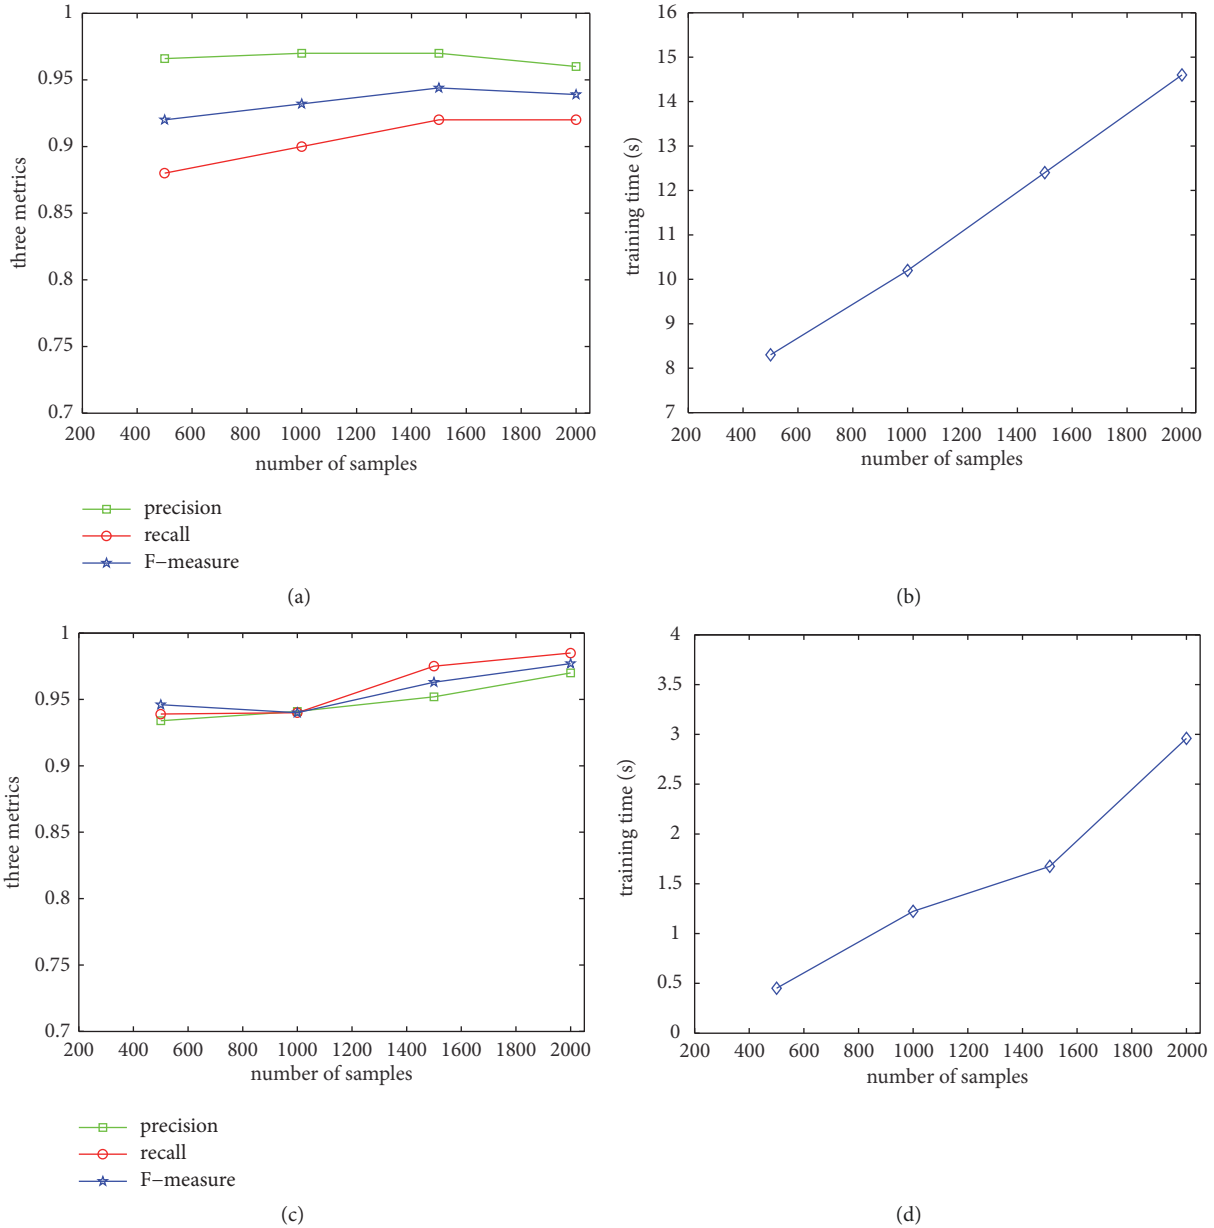 1
0.95
0.9
0.85
0.8
0.75
0.7
three metrics
200 400 600 800 1000 1200 1400 1600 1800 2000
number of samples
precision
recall
F−measure
(a)
16
15
14
13
12
11
10
9
8
7
training time (s)
200 400 600 800 1000 1200 1400 1600 1800 2000
number of samples
(b)
1
0.95
0.9
0.85
0.8
0.75
0.7
three metrics
200 400 600 800 1000 1200 1400 1600 1800 2000
number of samples
precision
recall
F−measure
(c)
4
3.5
3
2.5
2
1.5
1
0.5
0
training time (s)
200 400 600 800 1000 1200 1400 1600 1800 2000
number of samples
(d)